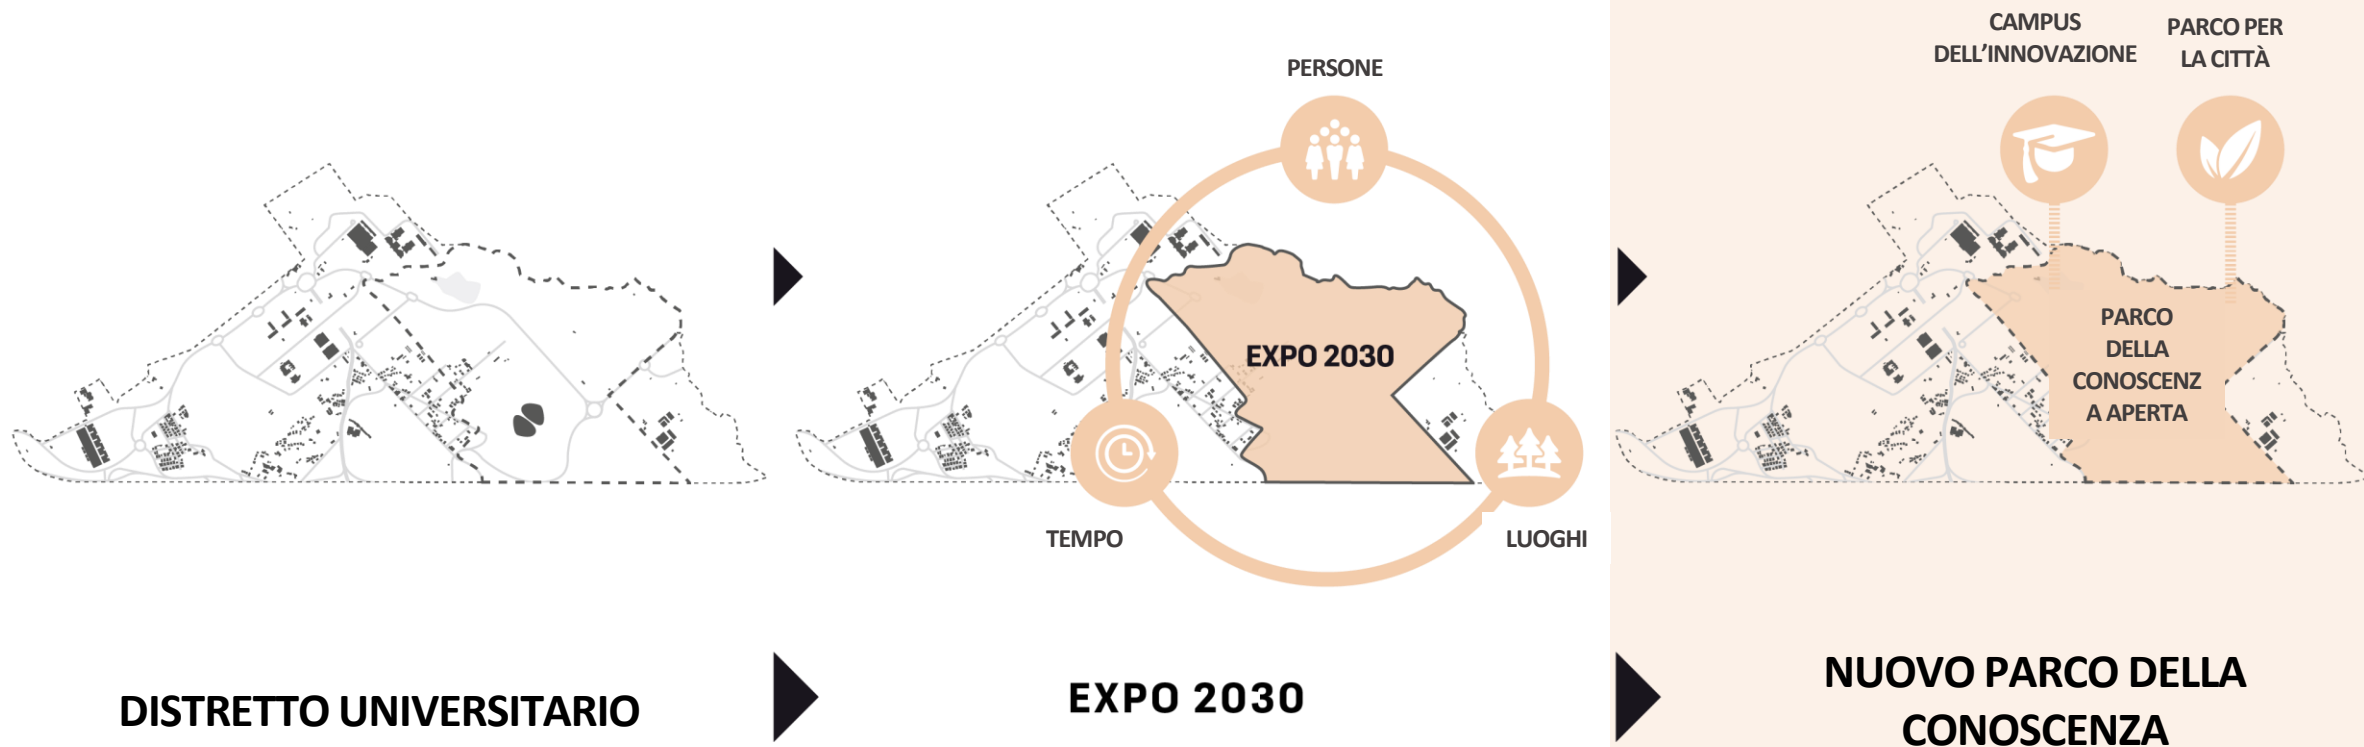 PERSONE
EXPO 2030
TEMPO
LUOGHI
CAMPUS
DELL'INNOVAZIONE
PARCO PER
LA CITTÀ
PARCO
DELLA
CONOSCENZ
A APERTA
DISTRETTO UNIVERSITARIO
EXPO 2030
NUOVO PARCO DELLA
CONOSCENZA